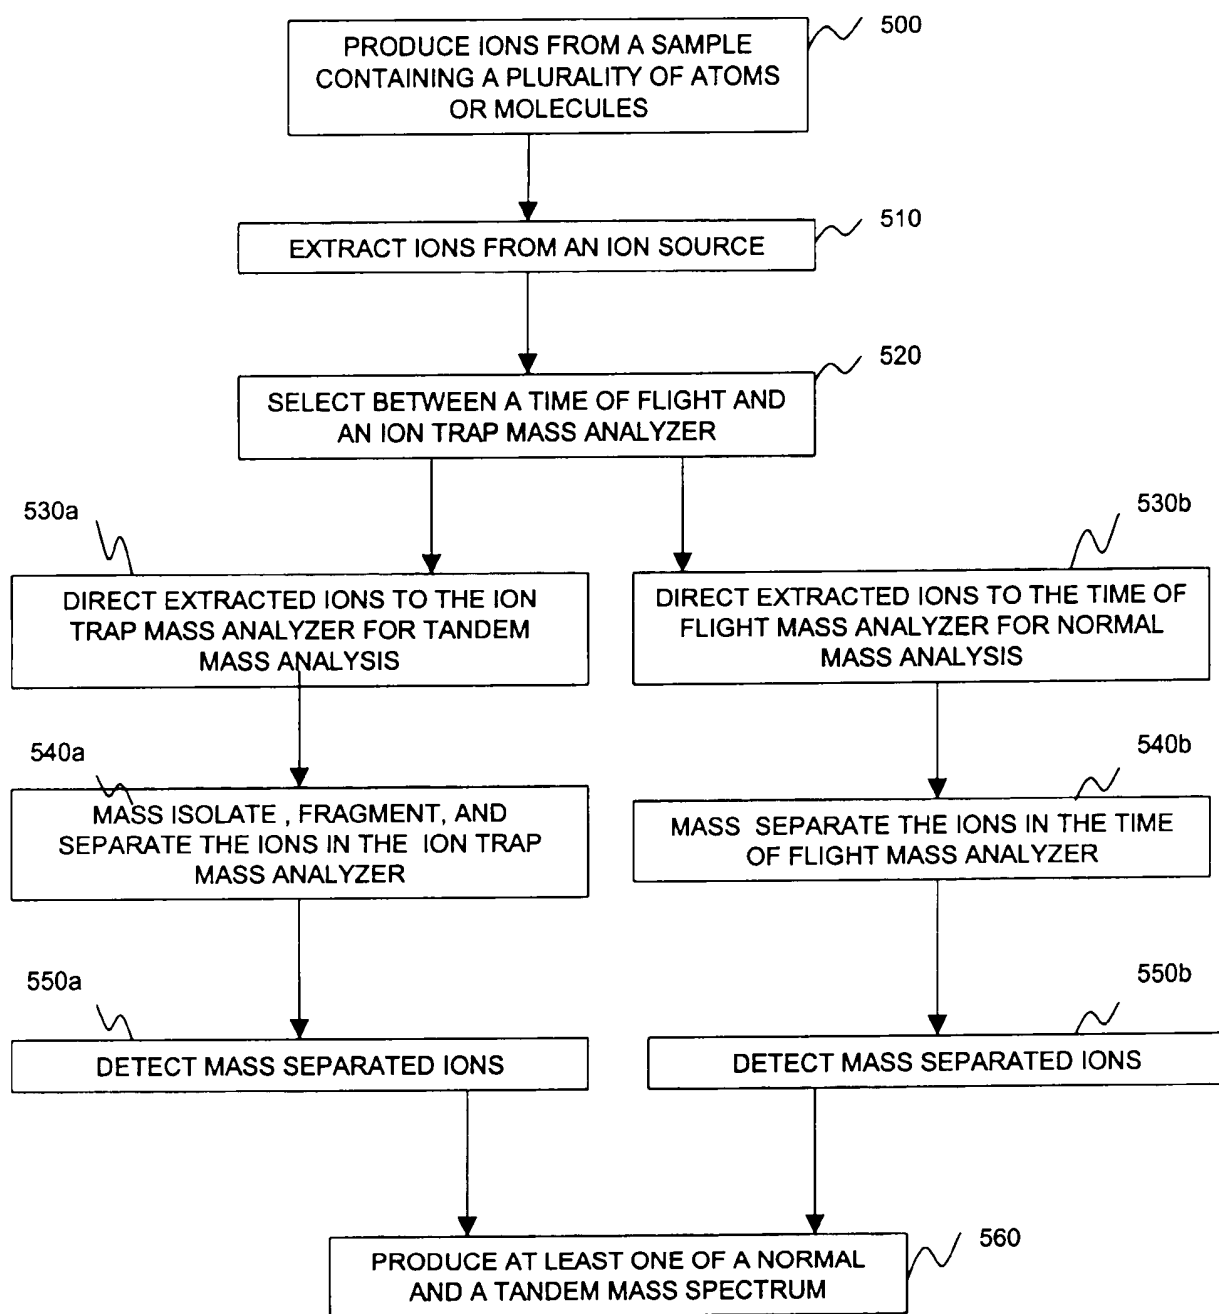 500
PRODUCE IONS FROM A SAMPLE
CONTAINING A PLURALITY OF ATOMS
OR MOLECULES
510
EXTRACT IONS FROM AN ION SOURCE
520
SELECT BETWEEN A TIME OF FLIGHT AND
AN ION TRAP MASS ANALYZER
530a
DIRECT EXTRACTED IONS TO THE ION
TRAP MASS ANALYZER FOR TANDEM
MASS ANALYSIS
530b
DIRECT EXTRACTED IONS TO THE TIME OF
FLIGHT MASS ANALYZER FOR NORMAL
MASS ANALYSIS
540a
MASS ISOLATE , FRAGMENT, AND
SEPARATE THE IONS IN THE ION TRAP
MASS ANALYZER
540b
MASS SEPARATE THE IONS IN THE TIME
OF FLIGHT MASS ANALYZER
550a
DETECT MASS SEPARATED IONS
550b
DETECT MASS SEPARATED IONS
560
PRODUCE AT LEAST ONE OF A NORMAL
AND A TANDEM MASS SPECTRUM